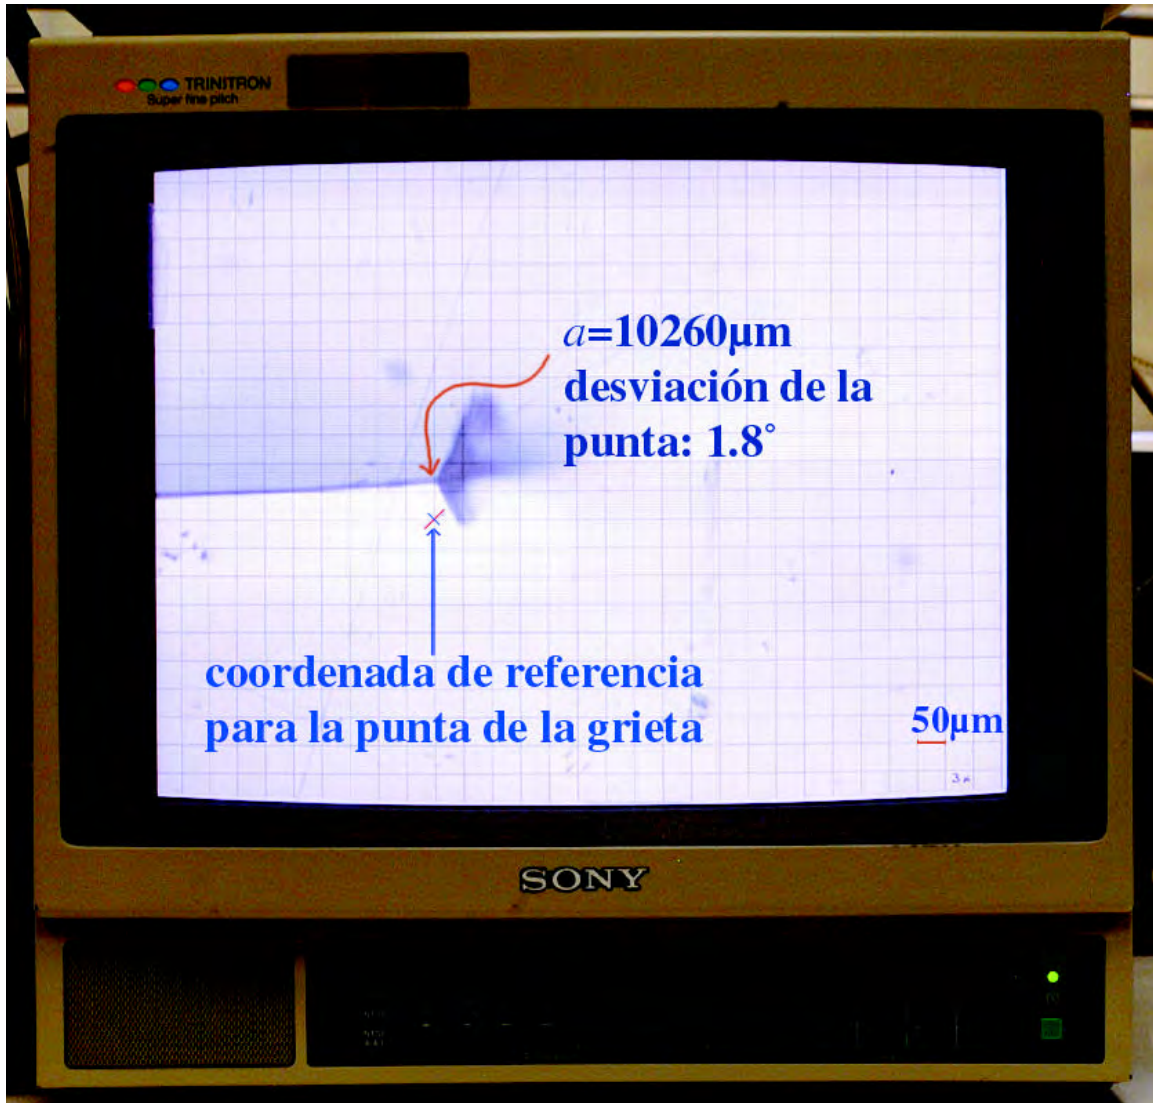 TRINITRON
Super fine pitch
a=10260µm
desviación de la
punta: 1.8°
coordenada de referencia
para la punta de la grieta
50µm
SONY